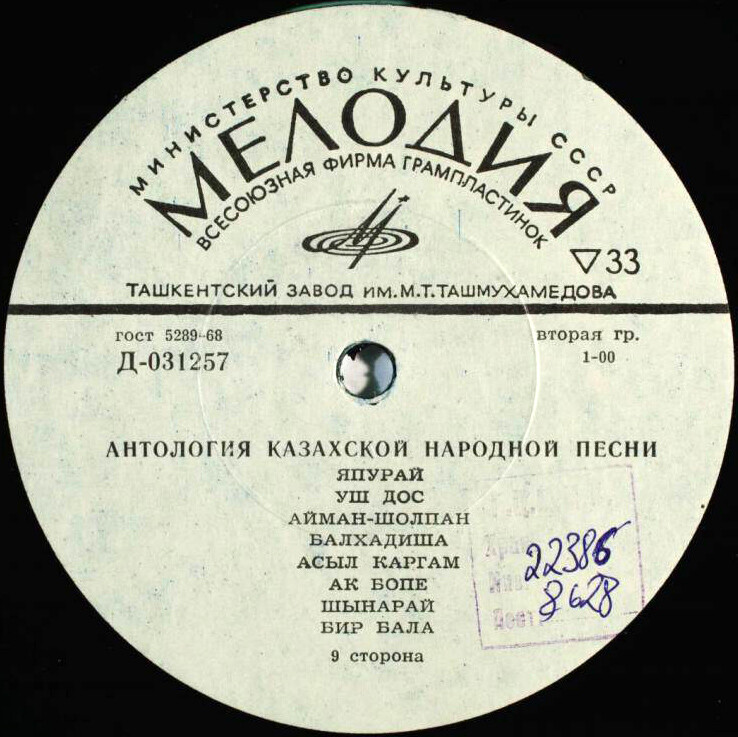 МИНИСТЕРСТВО КУЛЬТУРЫ СССР
МЕЛОДИЯ
ВСЕСОЮЗНАЯ ФИРМА ГРАМПЛАСТИНОК
33
ТАШКЕНТСКИЙ ЗАВОД ИМ.М.Т.ТАШМУХАМЕДОВА
ГОСТ 5289-68
вторая гр.
Д-031257
1-00
АНТОЛОГИЯ КАЗАХСКОЙ НАРОДНОЙ ПЕСНИ
ЯПУРАЙ
УШ ДОС
АЙМАН-ШОЛПАН
БАЛХАДИША
АСЫЛ КАРГАМ
АК БОПЕ
ШЫНАРАЙ
БИР БАЛА
9 сторона
22386
8628